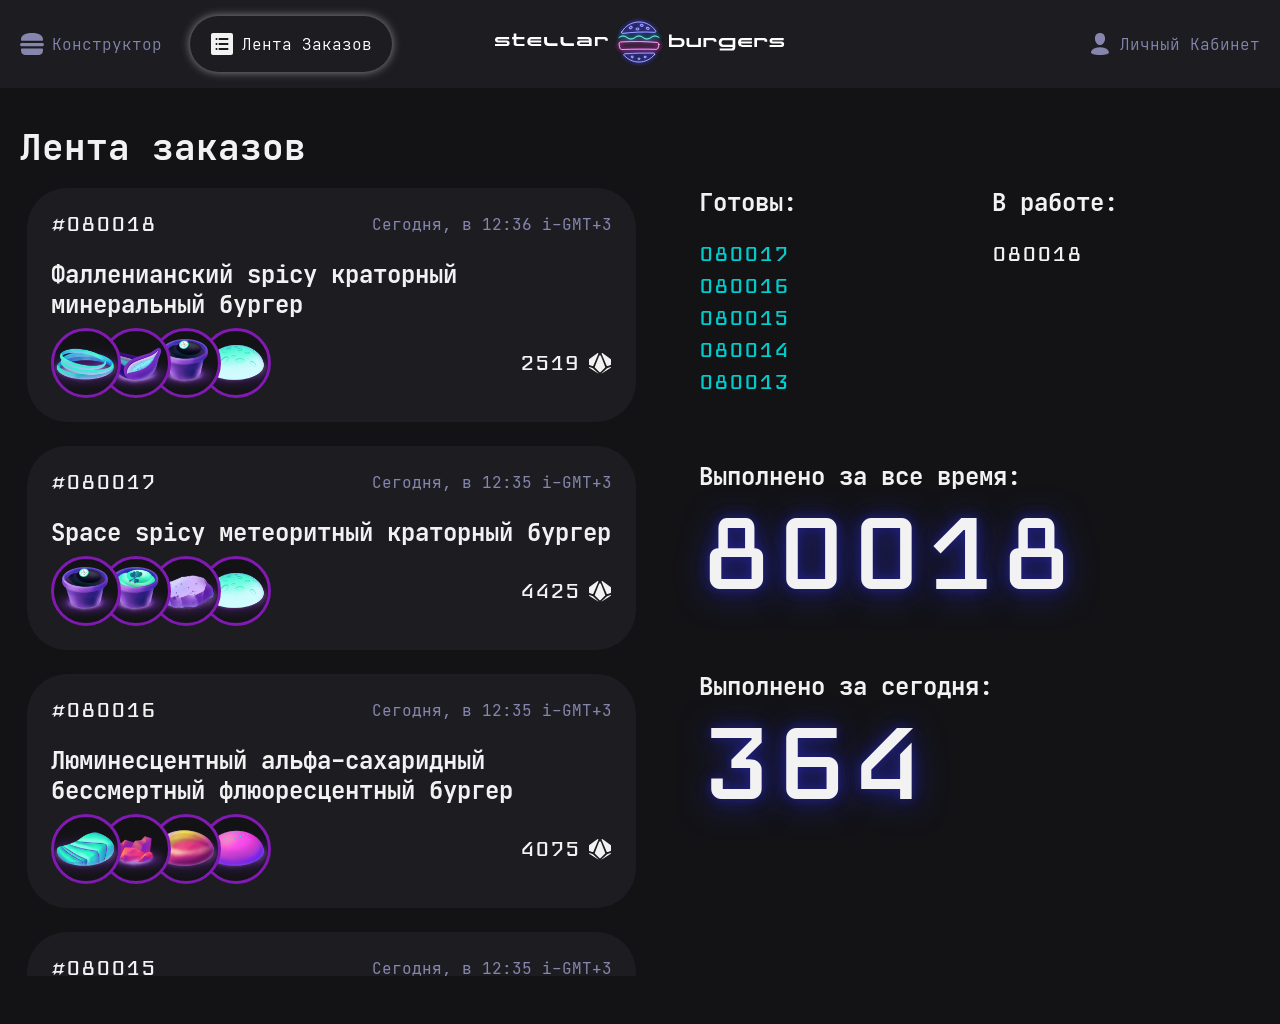 Конструктор
Лента Заказов
stellar burgers
Личный Кабинет
Лента заказов
#080018
Сегодня, в 12:36 i-GMT+3
Фалленианский spicy краторный
минеральный бургер
2519
#080017
Сегодня, в 12:35 i-GMT+3
Space spicy метеоритный краторный бургер
4425
#080016
Сегодня, в 12:35 i-GMT+3
Люминесцентный альфа-сахаридный
бессмертный флюоресцентный бургер
4075
#080015
Сегодня, в 12:35 i-GMT+3
Готовы:
080017
080016
080015
080014
080013
В работе:
080018
Выполнено за все время:
80018
Выполнено за сегодня:
364